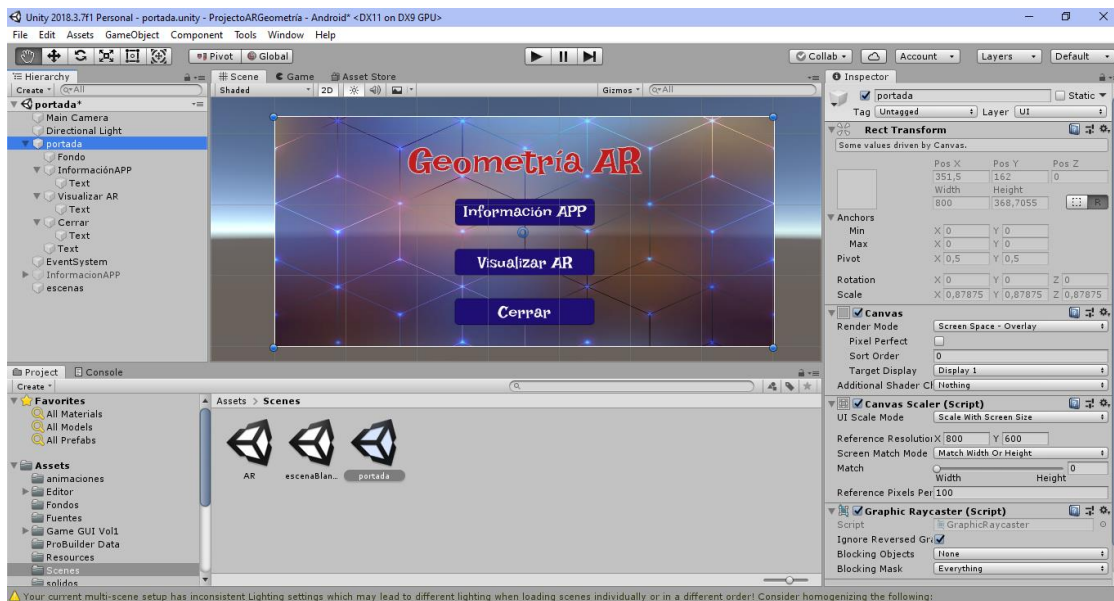 Unity 2018.3.7f1 Personal - portada.unity - ProjectoARGeometría - Android* <DX11 on DX9 GPU>
File Edit Assets GameObject Component Tools Window Help
Pivot Global Collab Account Layers Default
Hierarchy
Create All
portada*
Main Camera
Directional Light
portada
Fondo
InformaciónAPP
Text
Visualizar AR
Text
Cerrar
Text
Text
EventSystem
InformacionAPP
escenas
Scene Game Asset Store
Shaded 2D Gizmos All
Geometría AR
Información APP
Visualizar AR
Cerrar
Inspector
portada Static
Tag Untagged Layer UI
Rect Transform
Some values driven by Canvas.
Pos X Pos Y Pos Z
351,5 162 0
Width Height
800 368,7055 R
Anchors
Min X 0 Y 0
Max X 0 Y 0
Pivot X 0,5 Y 0,5
Rotation X 0 Y 0 Z 0
Scale X 0,87875 Y 0,87875 Z 0,87875
Canvas
Render Mode Screen Space - Overlay
Pixel Perfect
Sort Order 0
Target Display Display 1
Additional Shader Cl Nothing
Canvas Scaler (Script)
UI Scale Mode Scale With Screen Size
Reference Resolutio X 800 Y 600
Screen Match Mode Match Width Or Height
Match 0
Width Height
Reference Pixels Per 100
Graphic Raycaster (Script)
Script GraphicRaycaster
Ignore Reversed Gra
Blocking Objects None
Blocking Mask Everything
Project Console
Create
Favorites
All Materials
All Models
All Prefabs
Assets
animaciones
Editor
Fondos
Fuentes
Game GUI Vol1
ProBuilder Data
Resources
Scenes
solidos
Assets > Scenes
AR escenaBlan... portada
Your current multi-scene setup has inconsistent Lighting settings which may lead to different lighting when loading scenes individually or in a different order! Consider homogenizing the following: